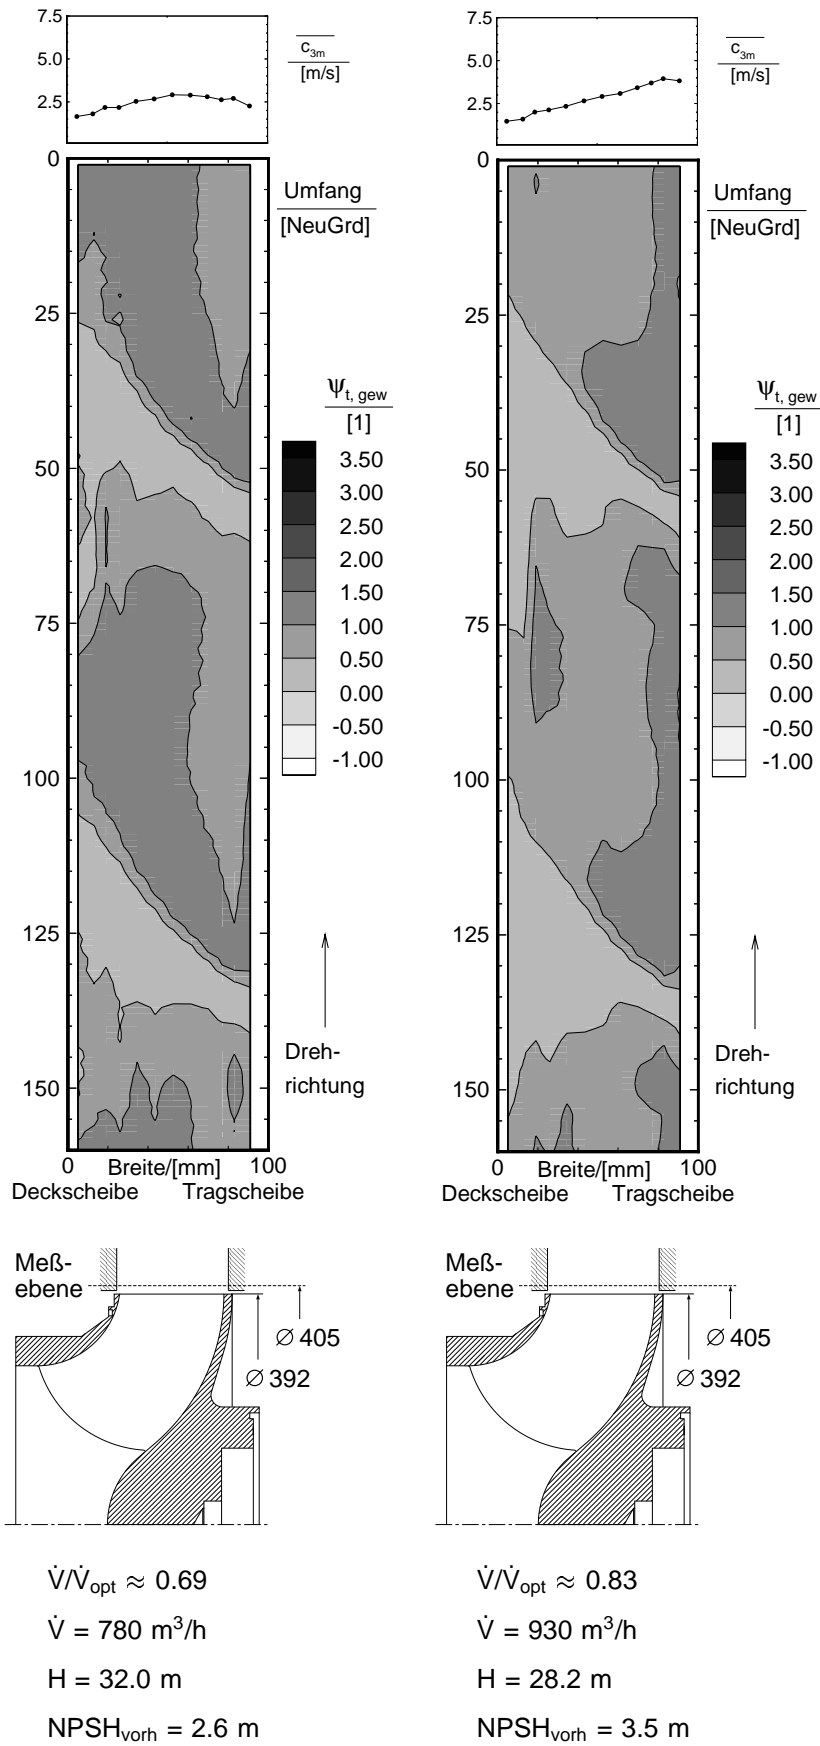 7.5
5.0
2.5
c3m
[m/s]
0
25
50
75
100
125
150
Umfang
[NeuGrd]
Ψt, gew
[1]
3.50
3.00
2.50
2.00
1.50
1.00
0.50
0.00
-0.50
-1.00
Dreh-
richtung
0 Breite/[mm] 100
Deckscheibe Tragscheibe
Meß-
ebene
∅ 405
∅ 392
V̇/V̇opt ≈ 0.69
V̇ = 780 m³/h
H = 32.0 m
NPSHvorh = 2.6 m
7.5
5.0
2.5
c3m
[m/s]
0
25
50
75
100
125
150
Umfang
[NeuGrd]
Ψt, gew
[1]
3.50
3.00
2.50
2.00
1.50
1.00
0.50
0.00
-0.50
-1.00
Dreh-
richtung
0 Breite/[mm] 100
Deckscheibe Tragscheibe
Meß-
ebene
∅ 405
∅ 392
V̇/V̇opt ≈ 0.83
V̇ = 930 m³/h
H = 28.2 m
NPSHvorh = 3.5 m